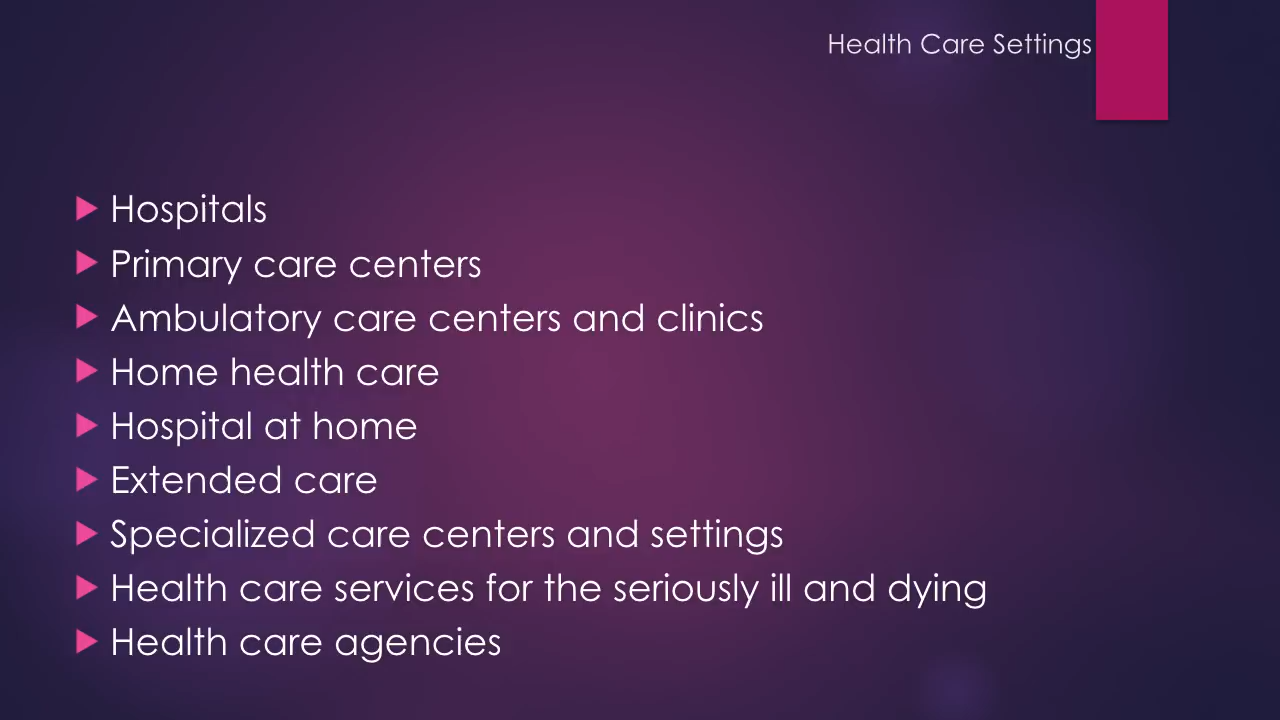 Health Care Settings
Hospitals
Primary care centers
Ambulatory care centers and clinics
Home health care
Hospital at home
Extended care
Specialized care centers and settings
Health care services for the seriously ill and dying
Health care agencies